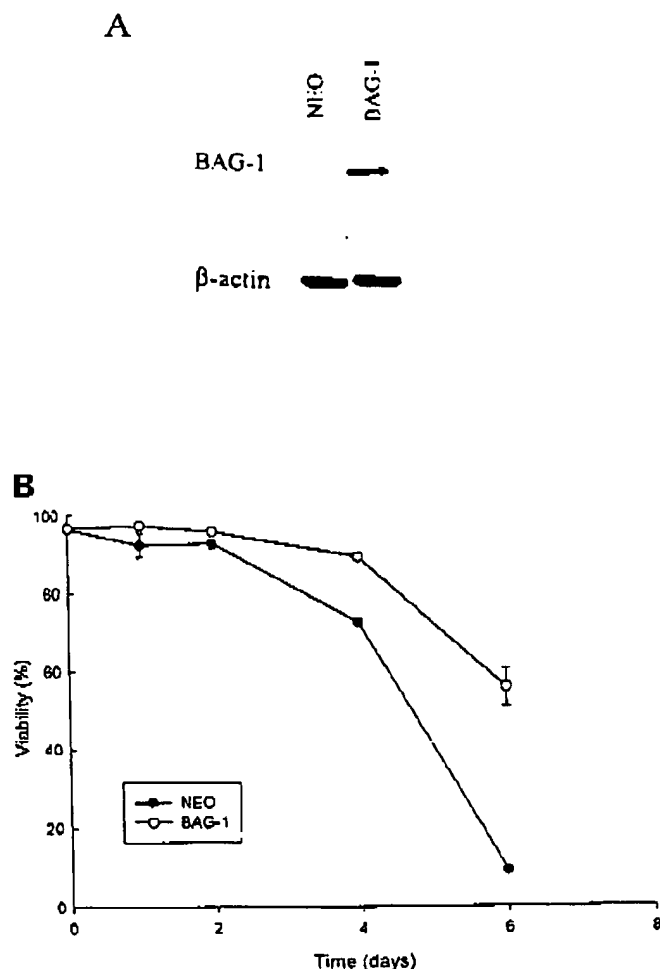 A
NEO BAG-1
BAG-1
β-actin
B
100
80
60
40
20
0
Viability (%)
NEO
BAG-1
0 2 4 6 8
Time (days)